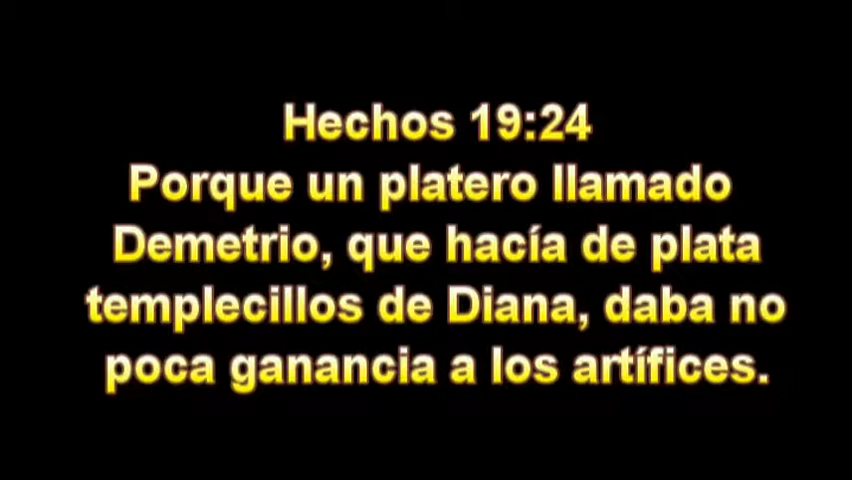 Hechos 19:24
Porque un platero llamado
Demetrio, que hacía de plata
templecillos de Diana, daba no
poca ganancia a los artífices.